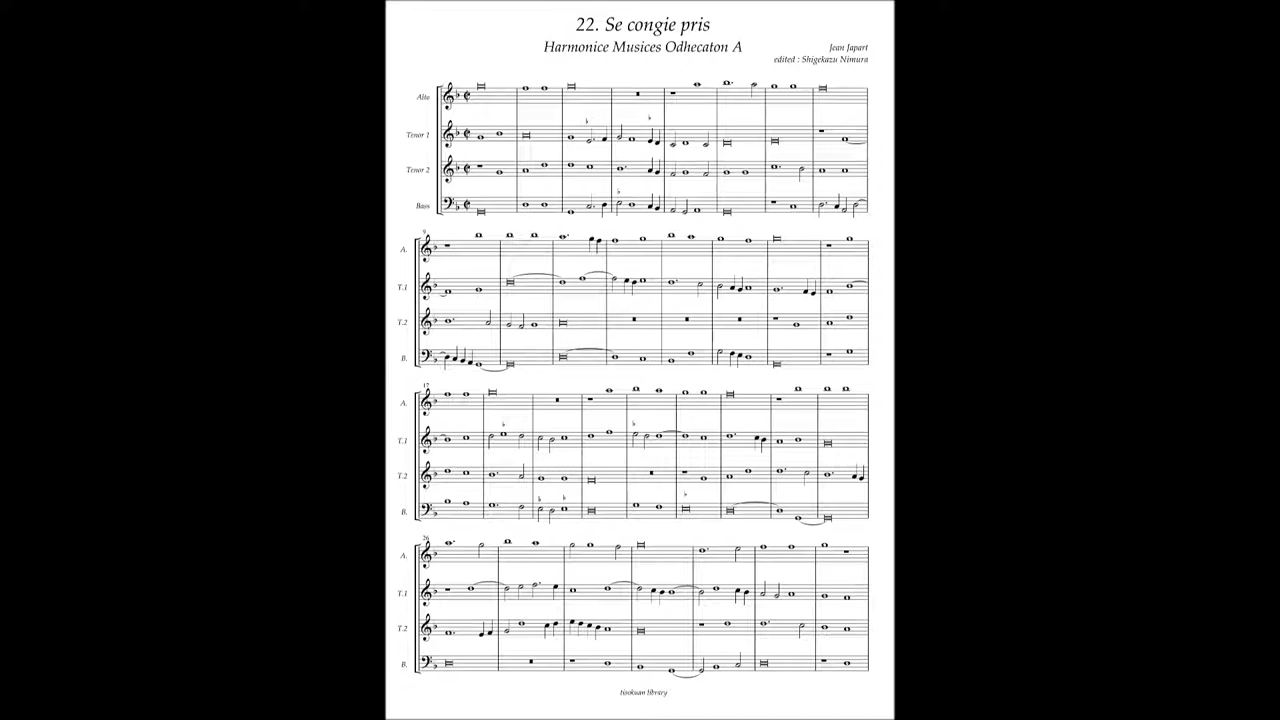 22. Se congie pris
Harmonice Musices Odhecaton A
Jean Japart
edited : Shigekazu Nimura
Alto
Tenor 1
Tenor 2
Bass
9
A.
T.1
T.2
B.
17
A.
T.1
T.2
B.
26
A.
T.1
T.2
B.
tisokuan library